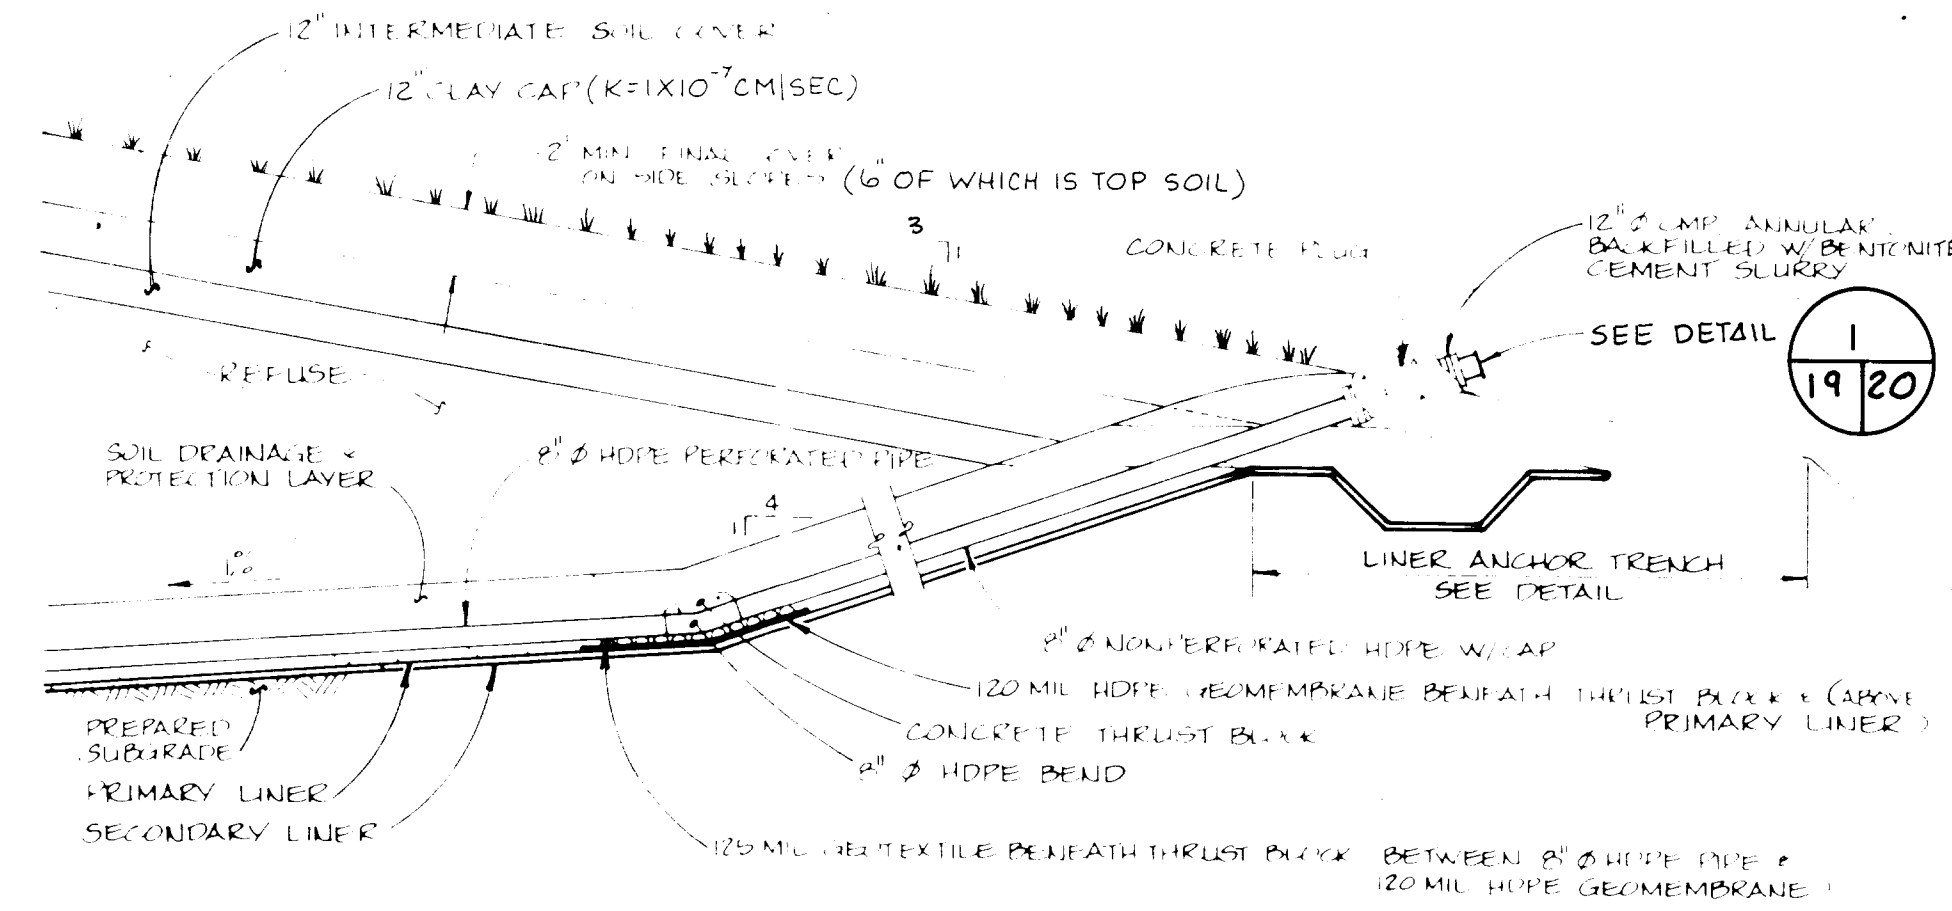 12" INTERMEDIATE SOIL COVER
12" CLAY CAP (K=1X10⁻⁷ CM/SEC)
2' MIN FINAL COVER
ON SIDE SLOPES (6" OF WHICH IS TOP SOIL)
3
1
CONCRETE PLUG
12" Ø CMP ANNULAR
BACKFILLED W/ BENTONITE
CEMENT SLURRY
SEE DETAIL
1
19 20
REFUSE
SOIL DRAINAGE &
PROTECTION LAYER
8" Ø HDPE PERFORATED PIPE
4
1
1%
LINER ANCHOR TRENCH
SEE DETAIL
8" Ø NONPERFORATED HDPE W/CAP
120 MIL HDPE GEOMEMBRANE BENEATH THRUST BLOCK & (ABOVE
PRIMARY LINER)
CONCRETE THRUST BLOCK
8" Ø HDPE BEND
PREPARED
SUBGRADE
PRIMARY LINER
SECONDARY LINER
125 MIL GEOTEXTILE BENEATH THRUST BLOCK BETWEEN 8" Ø HDPE PIPE &
120 MIL HDPE GEOMEMBRANE